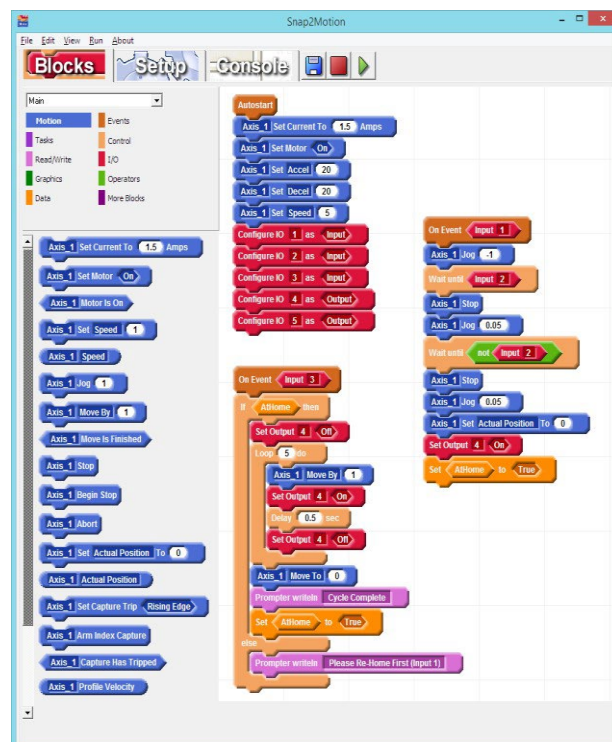 Snap2Motion
File Edit View Run About
Blocks Setup Console
Main
Motion Events
Tasks Control
Read/Write I/O
Graphics Operators
Data More Blocks
Axis_1 Set Current To 1.5 Amps
Axis_1 Set Motor On
Axis_1 Motor Is On
Axis_1 Set Speed 1
Axis_1 Speed
Axis_1 Jog 1
Axis_1 Move By 1
Axis_1 Move Is Finished
Axis_1 Stop
Axis_1 Begin Stop
Axis_1 Abort
Axis_1 Set Actual Position To 0
Axis_1 Actual Position
Axis_1 Set Capture Trip Rising Edge
Axis_1 Arm Index Capture
Axis_1 Capture Has Tripped
Axis_1 Profile Velocity
Autostart
Axis_1 Set Current To 1.5 Amps
Axis_1 Set Motor On
Axis_1 Set Accel 20
Axis_1 Set Decel 20
Axis_1 Set Speed 5
Configure IO 1 as Input
Configure IO 2 as Input
Configure IO 3 as Input
Configure IO 4 as Output
Configure IO 5 as Output
On Event Input 3
If AtHome then
Set Output 4 Off
Loop 5 do
Axis_1 Move By 1
Set Output 4 On
Delay 0.5 sec
Set Output 4 Off
Axis_1 Move To 0
Prompter writeln Cycle Complete
Set AtHome to True
else
Prompter writeln Please Re-Home First (Input 1)
On Event Input 1
Axis_1 Jog -1
Wait until Input 2
Axis_1 Stop
Axis_1 Jog 0.05
Wait until not Input 2
Axis_1 Stop
Axis_1 Jog 0.05
Axis_1 Set Actual Position To 0
Set Output 4 On
Set AtHome to True